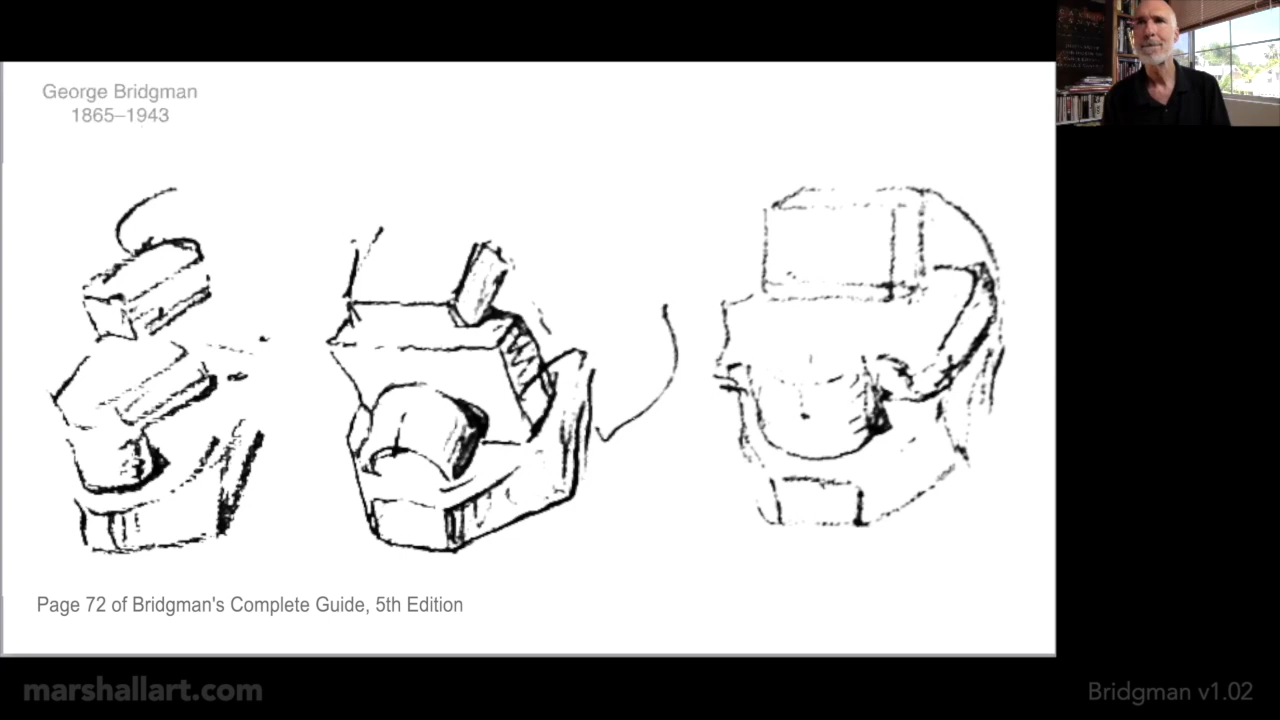 George Bridgman
1865–1943
Page 72 of Bridgman's Complete Guide, 5th Edition
marshallart.com
Bridgman v1.02